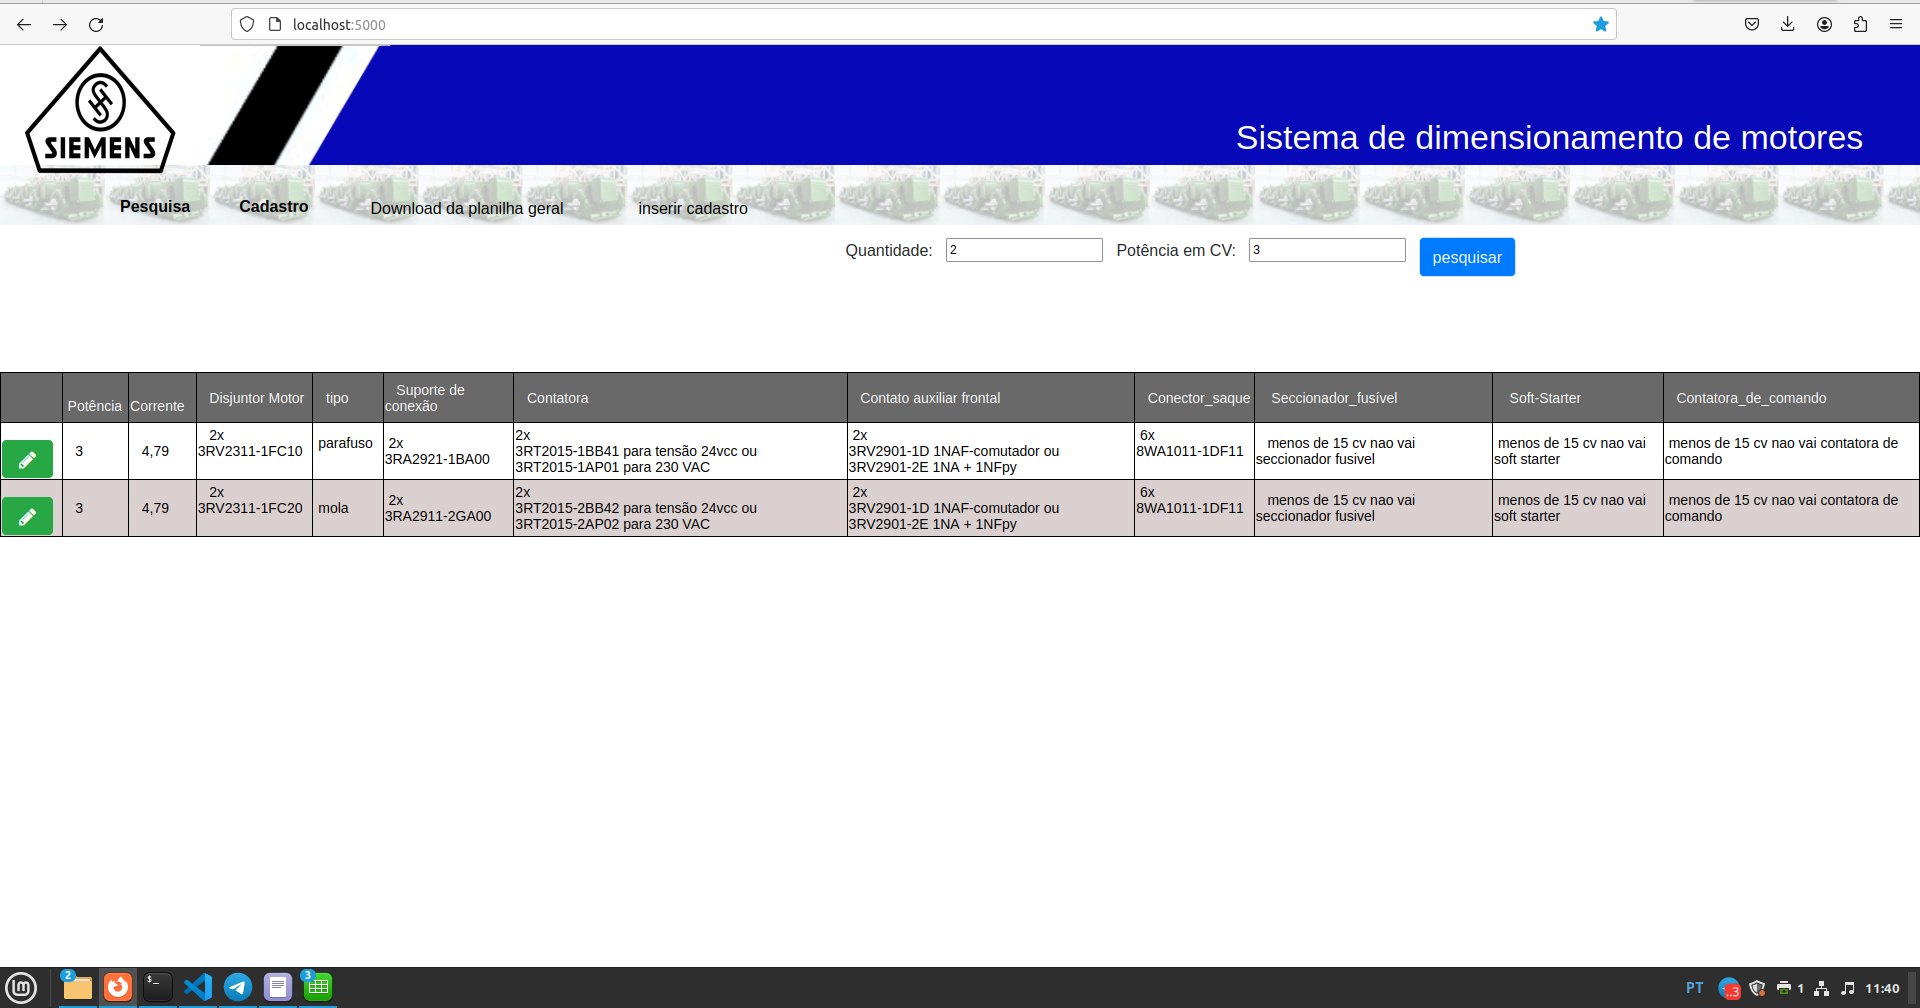 localhost:5000
SIEMENS
Sistema de dimensionamento de motores
Pesquisa Cadastro Download da planilha geral inserir cadastro
Quantidade: 2 Potência em CV: 3 pesquisar
Potência Corrente Disjuntor Motor tipo Suporte de conexão Contatora Contato auxiliar frontal Conector_saque Seccionador_fusível Soft-Starter Contatora_de_comando
3
4,79
2x
3RV2311-1FC10
parafuso
2x
3RA2921-1BA00
2x
3RT2015-1BB41 para tensão 24vcc ou
3RT2015-1AP01 para 230 VAC
2x
3RV2901-1D 1NAF-comutador ou
3RV2901-2E 1NA + 1NFpy
6x
8WA1011-1DF11
menos de 15 cv nao vai
seccionador fusivel
menos de 15 cv nao vai
soft starter
menos de 15 cv nao vai contatora de
comando
3
4,79
2x
3RV2311-1FC20
mola
2x
3RA2911-2GA00
2x
3RT2015-2BB42 para tensão 24vcc ou
3RT2015-2AP02 para 230 VAC
2x
3RV2901-1D 1NAF-comutador ou
3RV2901-2E 1NA + 1NFpy
6x
8WA1011-1DF11
menos de 15 cv nao vai
seccionador fusivel
menos de 15 cv nao vai
soft starter
menos de 15 cv nao vai contatora de
comando
2 $_ 3 PT ..3 1 11:40